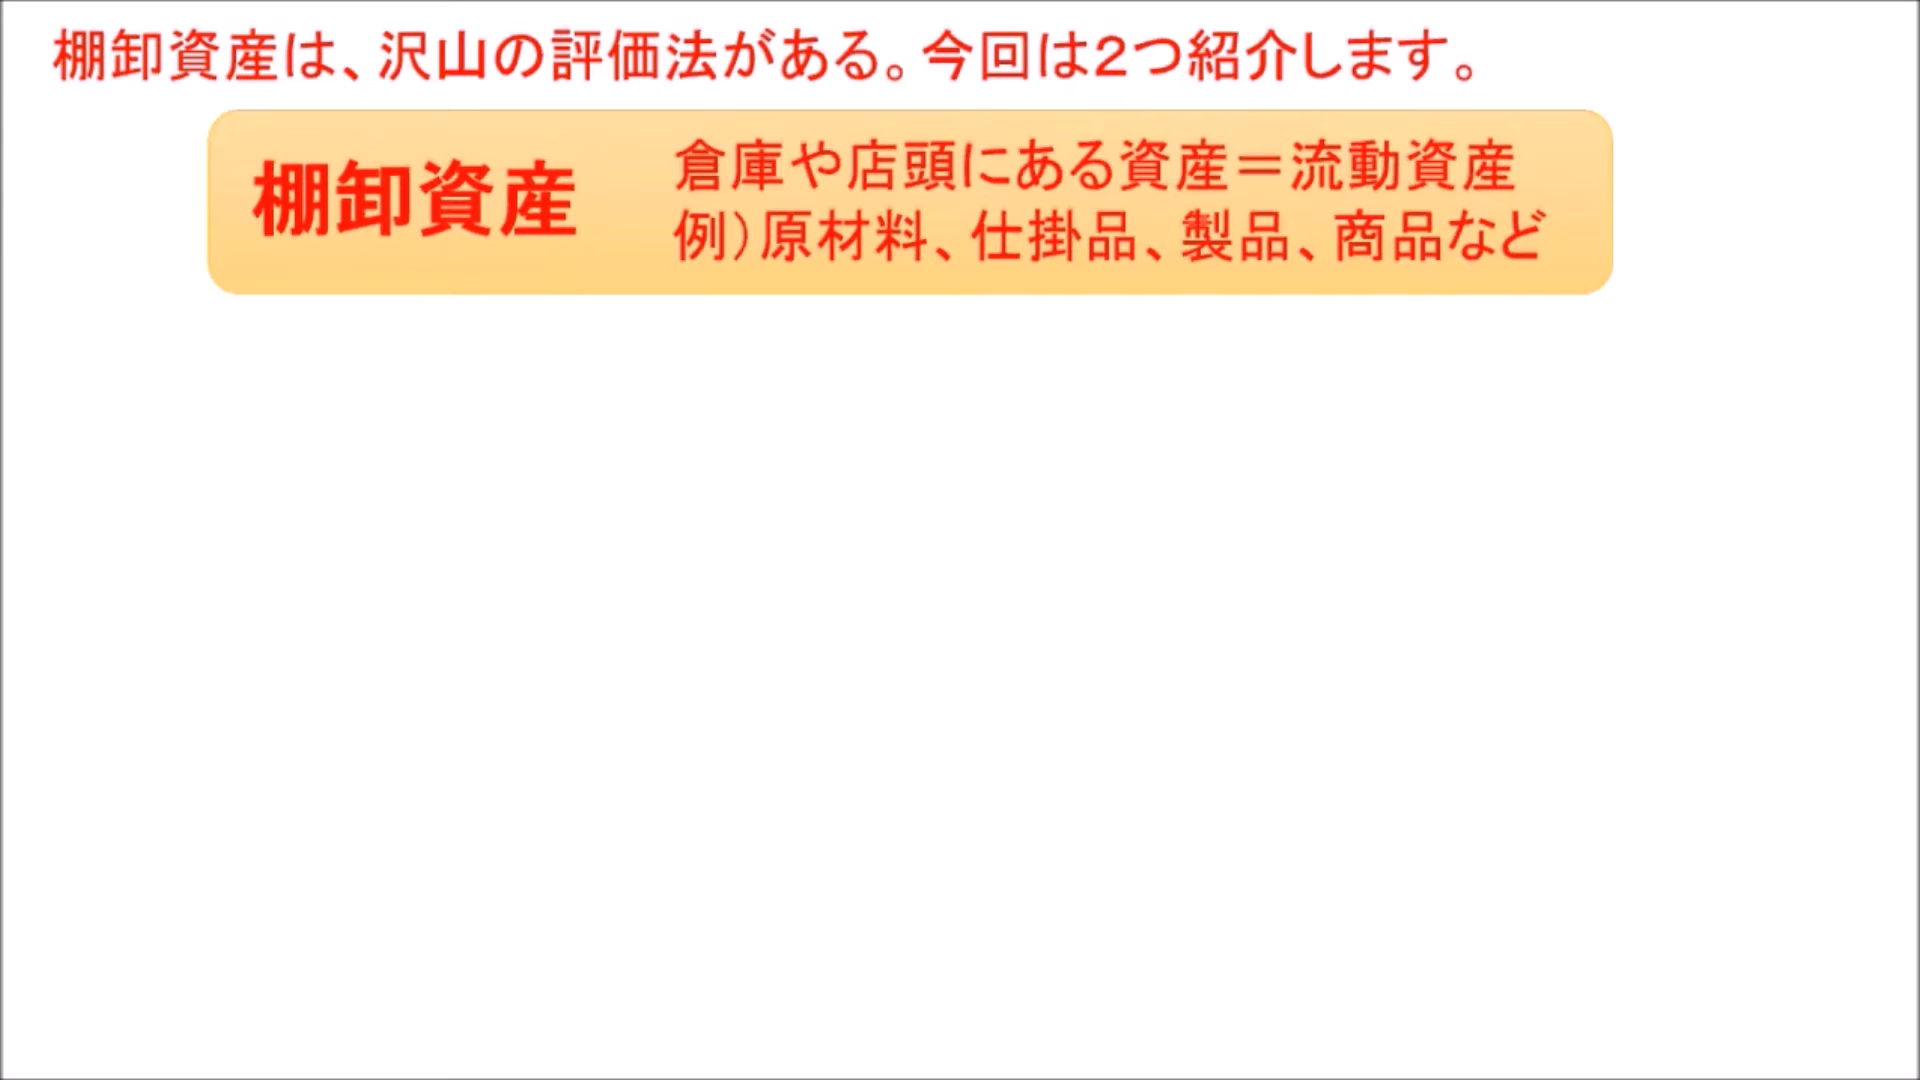 棚卸資産は、沢山の評価法がある。今回は２つ紹介します。
棚卸資産
倉庫や店頭にある資産＝流動資産
例）原材料、仕掛品、製品、商品など